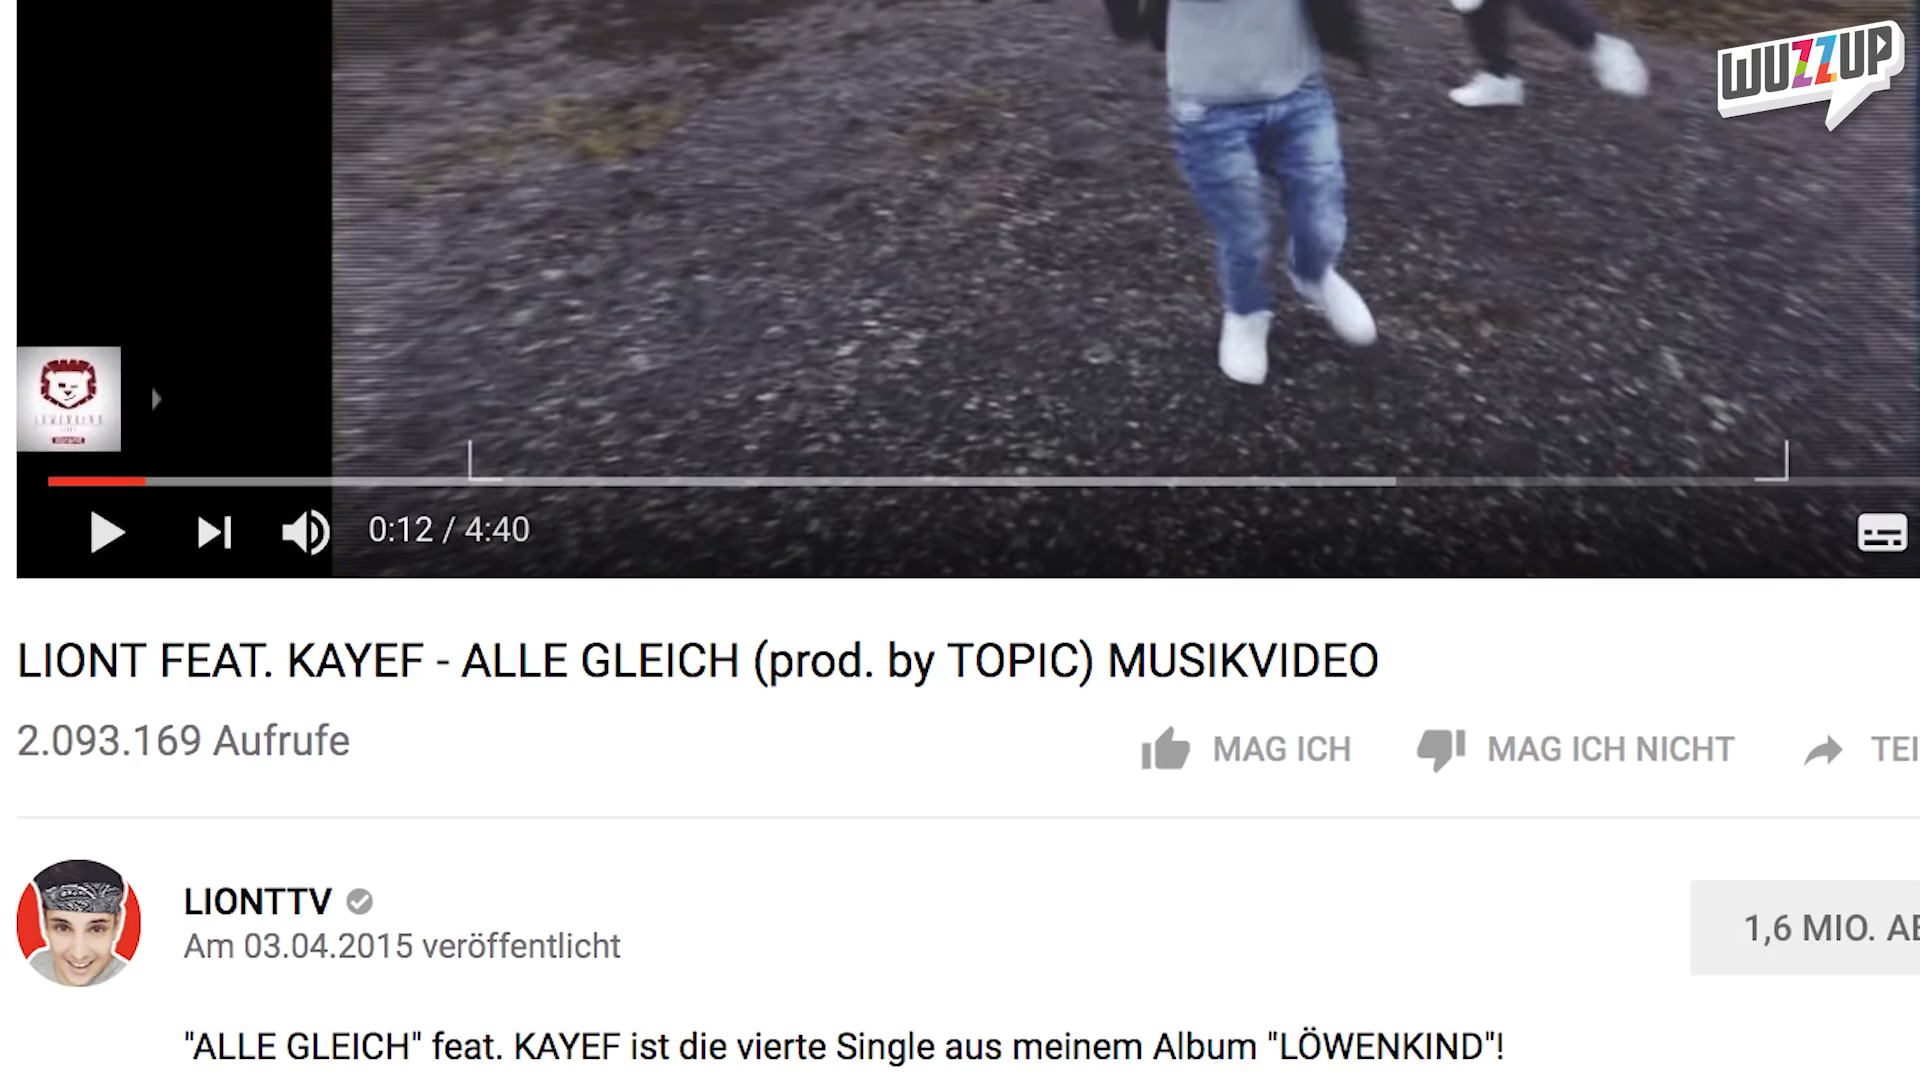 WUZZUP
LÖWENKIND
LIONT
0:12 / 4:40
LIONT FEAT. KAYEF - ALLE GLEICH (prod. by TOPIC) MUSIKVIDEO
2.093.169 Aufrufe
MAG ICH
MAG ICH NICHT
TEI
LIONTTV
Am 03.04.2015 veröffentlicht
1,6 MIO. AB
"ALLE GLEICH" feat. KAYEF ist die vierte Single aus meinem Album "LÖWENKIND"!